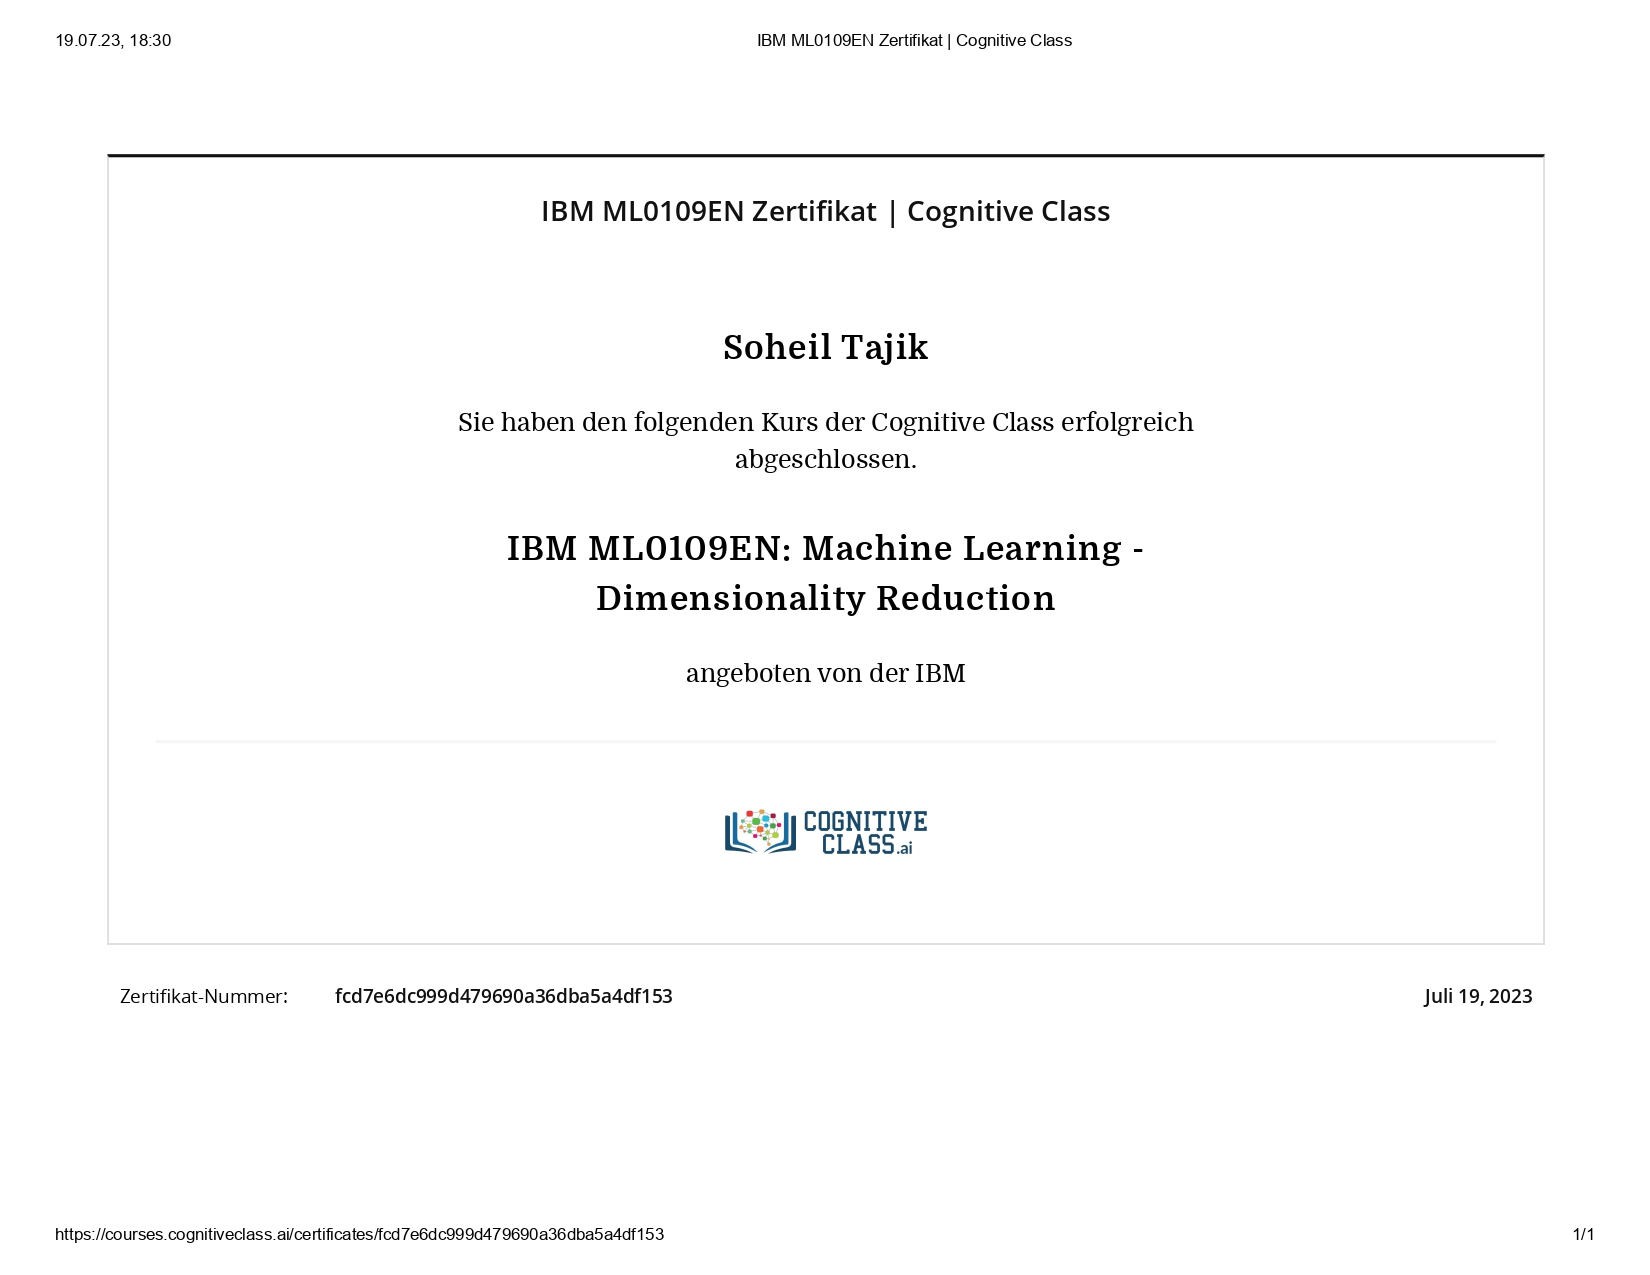 19.07.23, 18:30
IBM ML0109EN Zertifikat | Cognitive Class
IBM ML0109EN Zertifikat | Cognitive Class
Soheil Tajik
Sie haben den folgenden Kurs der Cognitive Class erfolgreich
abgeschlossen.
IBM ML0109EN: Machine Learning -
Dimensionality Reduction
angeboten von der IBM
COGNITIVE
CLASS.ai
Zertifikat-Nummer: fcd7e6dc999d479690a36dba5a4df153
Juli 19, 2023
https://courses.cognitiveclass.ai/certificates/fcd7e6dc999d479690a36dba5a4df153
1/1